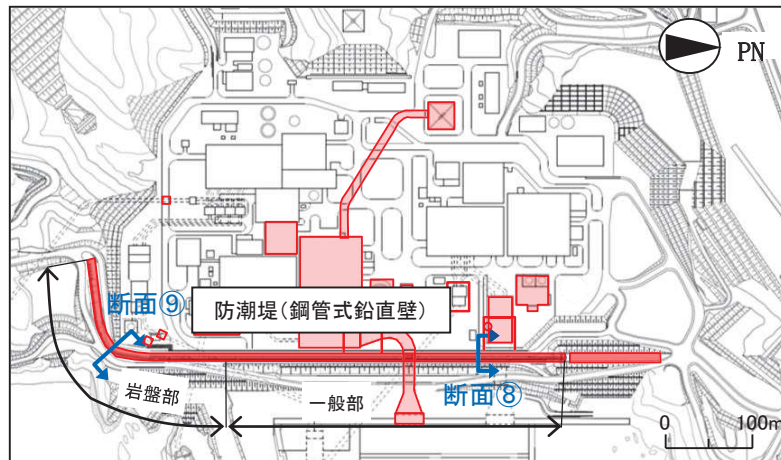 PN
断面⑨
防潮堤(鋼管式鉛直壁)
岩盤部
一般部
断面⑧
0 100m